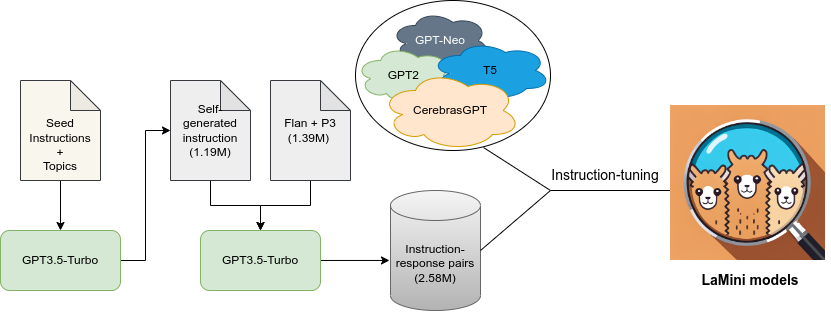 GPT-Neo
GPT2
T5
CerebrasGPT
Seed
Instructions
+
Topics
Self-
generated
instruction
(1.19M)
Flan + P3
(1.39M)
Instruction-tuning
GPT3.5-Turbo
GPT3.5-Turbo
Instruction-
response pairs
(2.58M)
LaMini models